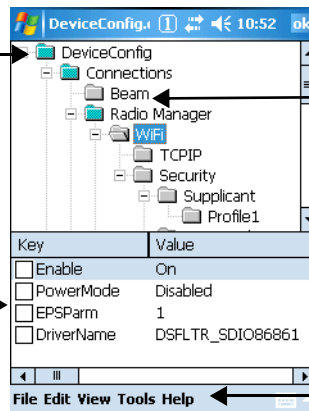 DeviceConfig.( 1 10:52 ok
DeviceConfig
Connections
Beam
Radio Manager
WiFi
TCPIP
Security
Supplicant
Profile1
Key Value
Enable On
PowerMode Disabled
EPSParm 1
DriverName DSFLTR_SDIO86861
File Edit View Tools Help